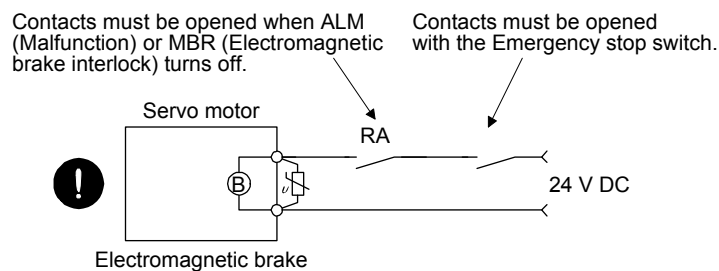 Contacts must be opened when ALM
(Malfunction) or MBR (Electromagnetic
brake interlock) turns off.
Contacts must be opened
with the Emergency stop switch.
Servo motor
RA
B
U
24 V DC
Electromagnetic brake